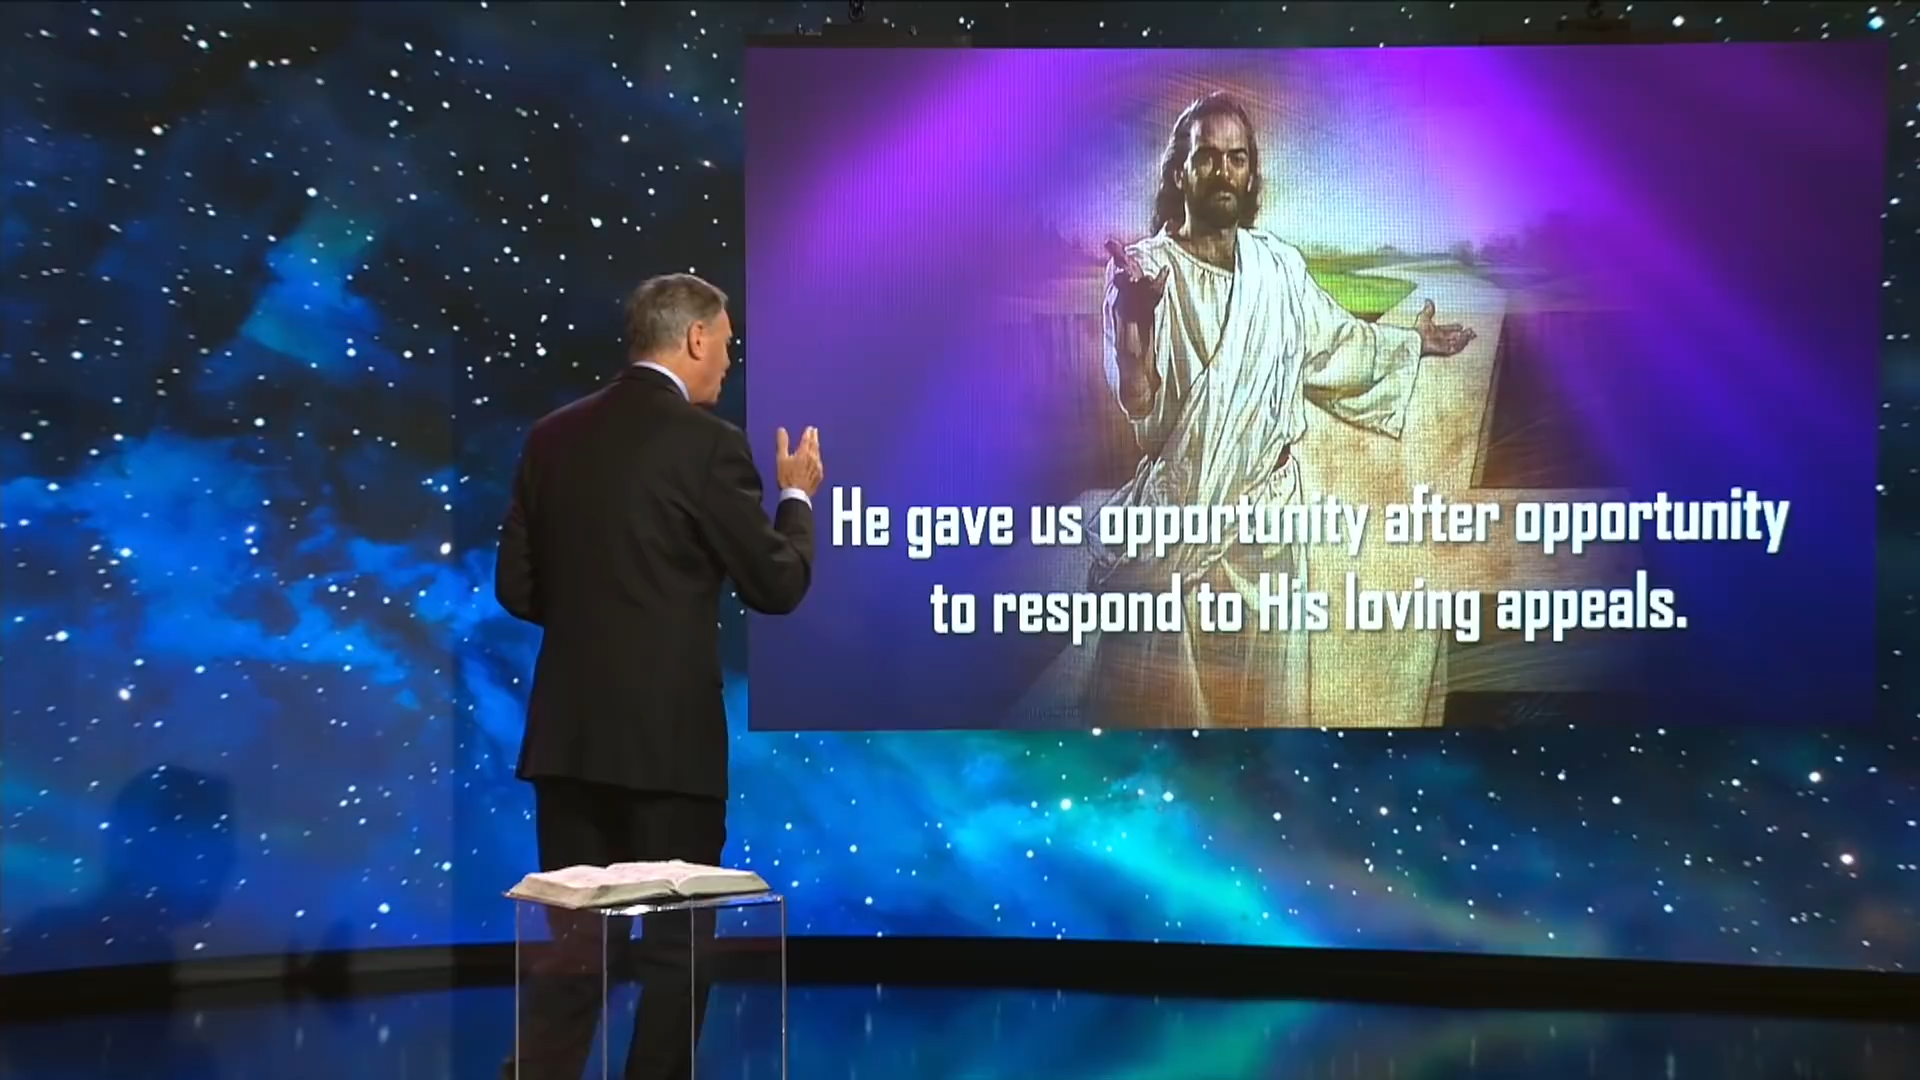 He gave us opportunity after opportunity
to respond to His loving appeals.